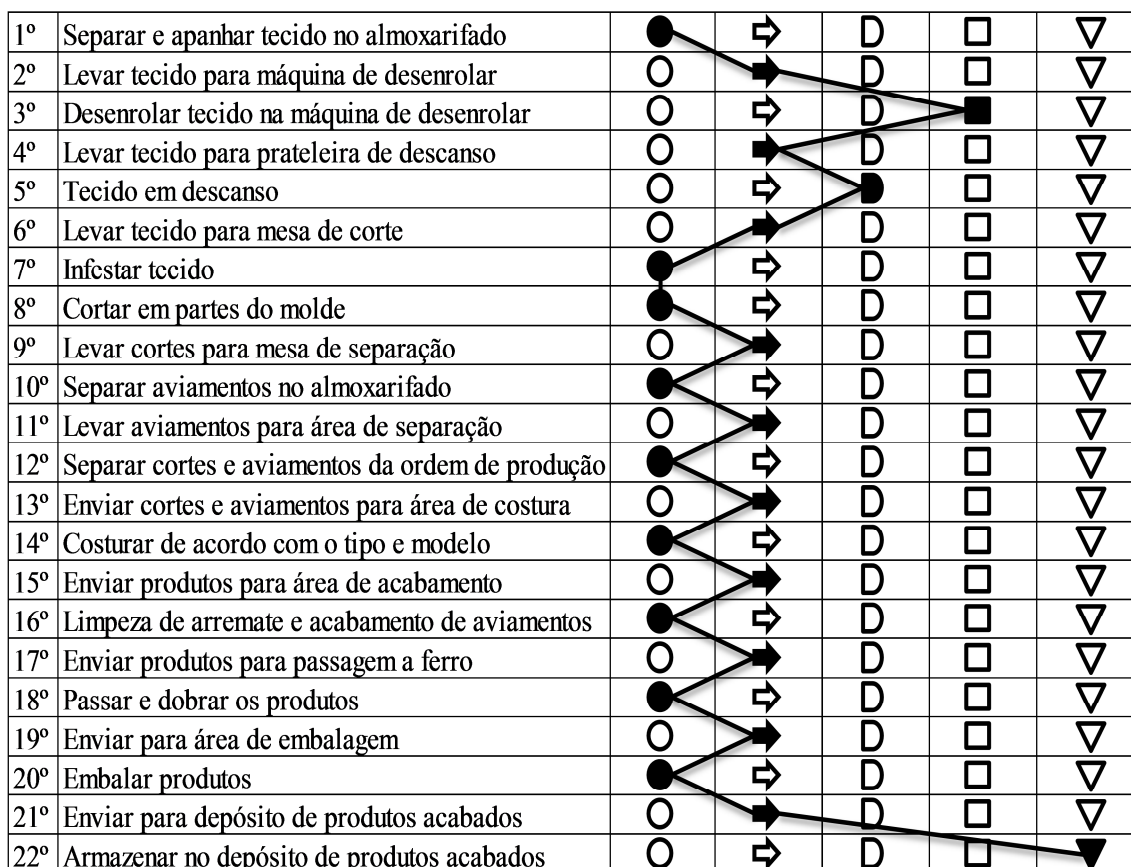 1º Separar e apanhar tecido no almoxarifado
2º Levar tecido para máquina de desenrolar
3º Desenrolar tecido na máquina de desenrolar
4º Levar tecido para prateleira de descanso
5º Tecido em descanso
6º Levar tecido para mesa de corte
7º Infestar tecido
8º Cortar em partes do molde
9º Levar cortes para mesa de separação
10º Separar aviamentos no almoxarifado
11º Levar aviamentos para área de separação
12º Separar cortes e aviamentos da ordem de produção
13º Enviar cortes e aviamentos para área de costura
14º Costurar de acordo com o tipo e modelo
15º Enviar produtos para área de acabamento
16º Limpeza de arremate e acabamento de aviamentos
17º Enviar produtos para passagem a ferro
18º Passar e dobrar os produtos
19º Enviar para área de embalagem
20º Embalar produtos
21º Enviar para depósito de produtos acabados
22º Armazenar no depósito de produtos acabados